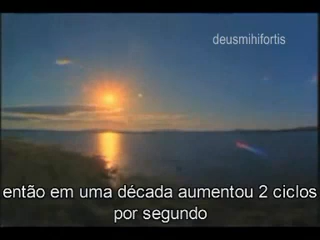 deusmihifortis
então em uma década aumentou 2 ciclos
por segundo